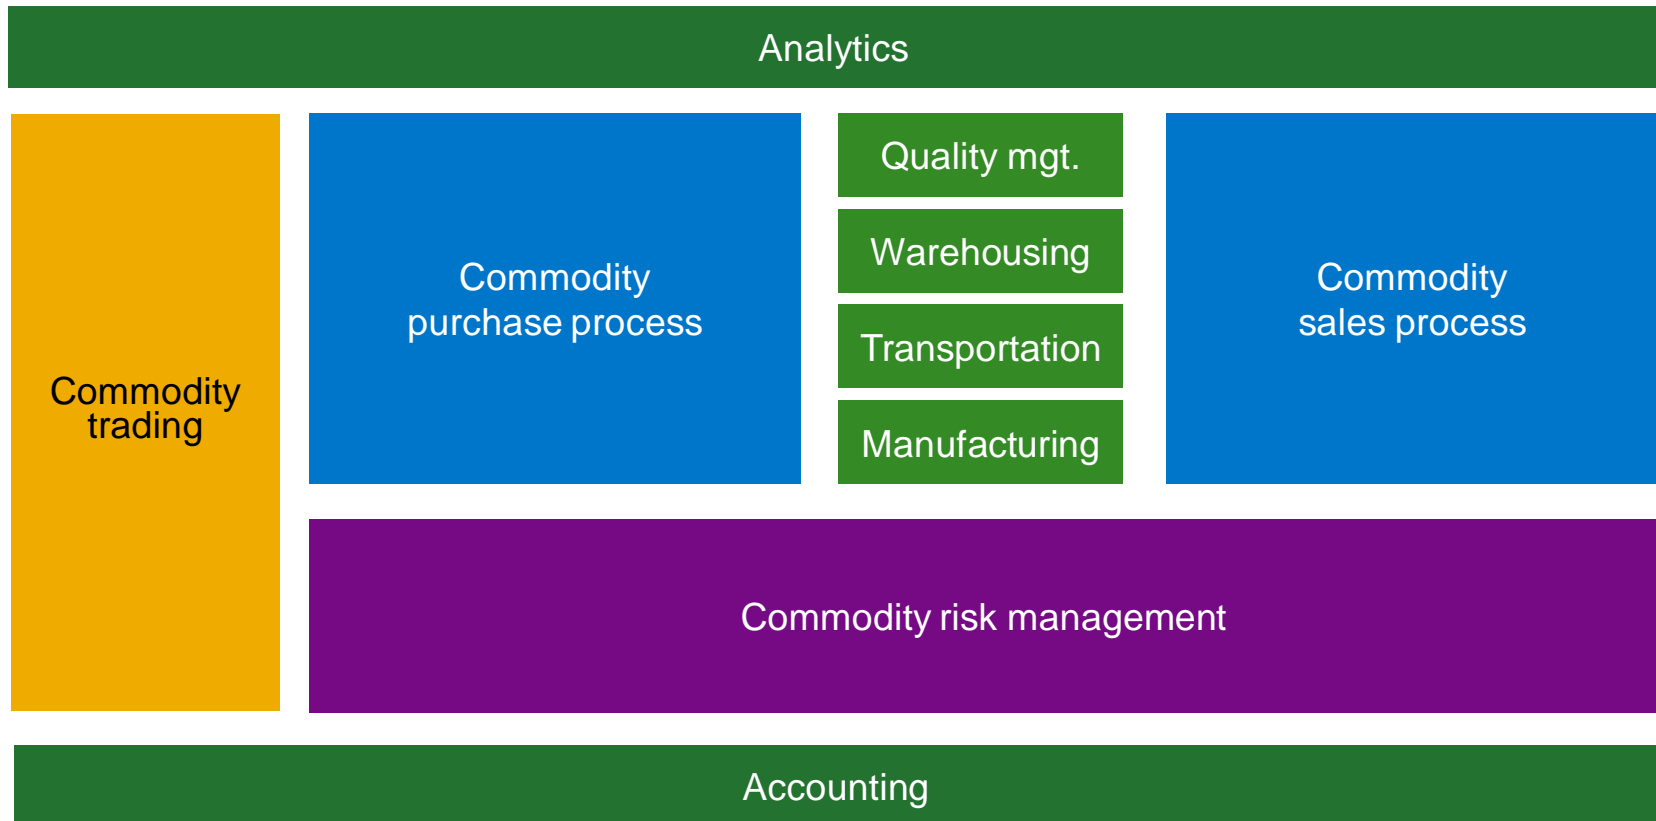 Analytics
Commodity
trading
Commodity
purchase process
Quality mgt.
Warehousing
Transportation
Manufacturing
Commodity
sales process
Commodity risk management
Accounting